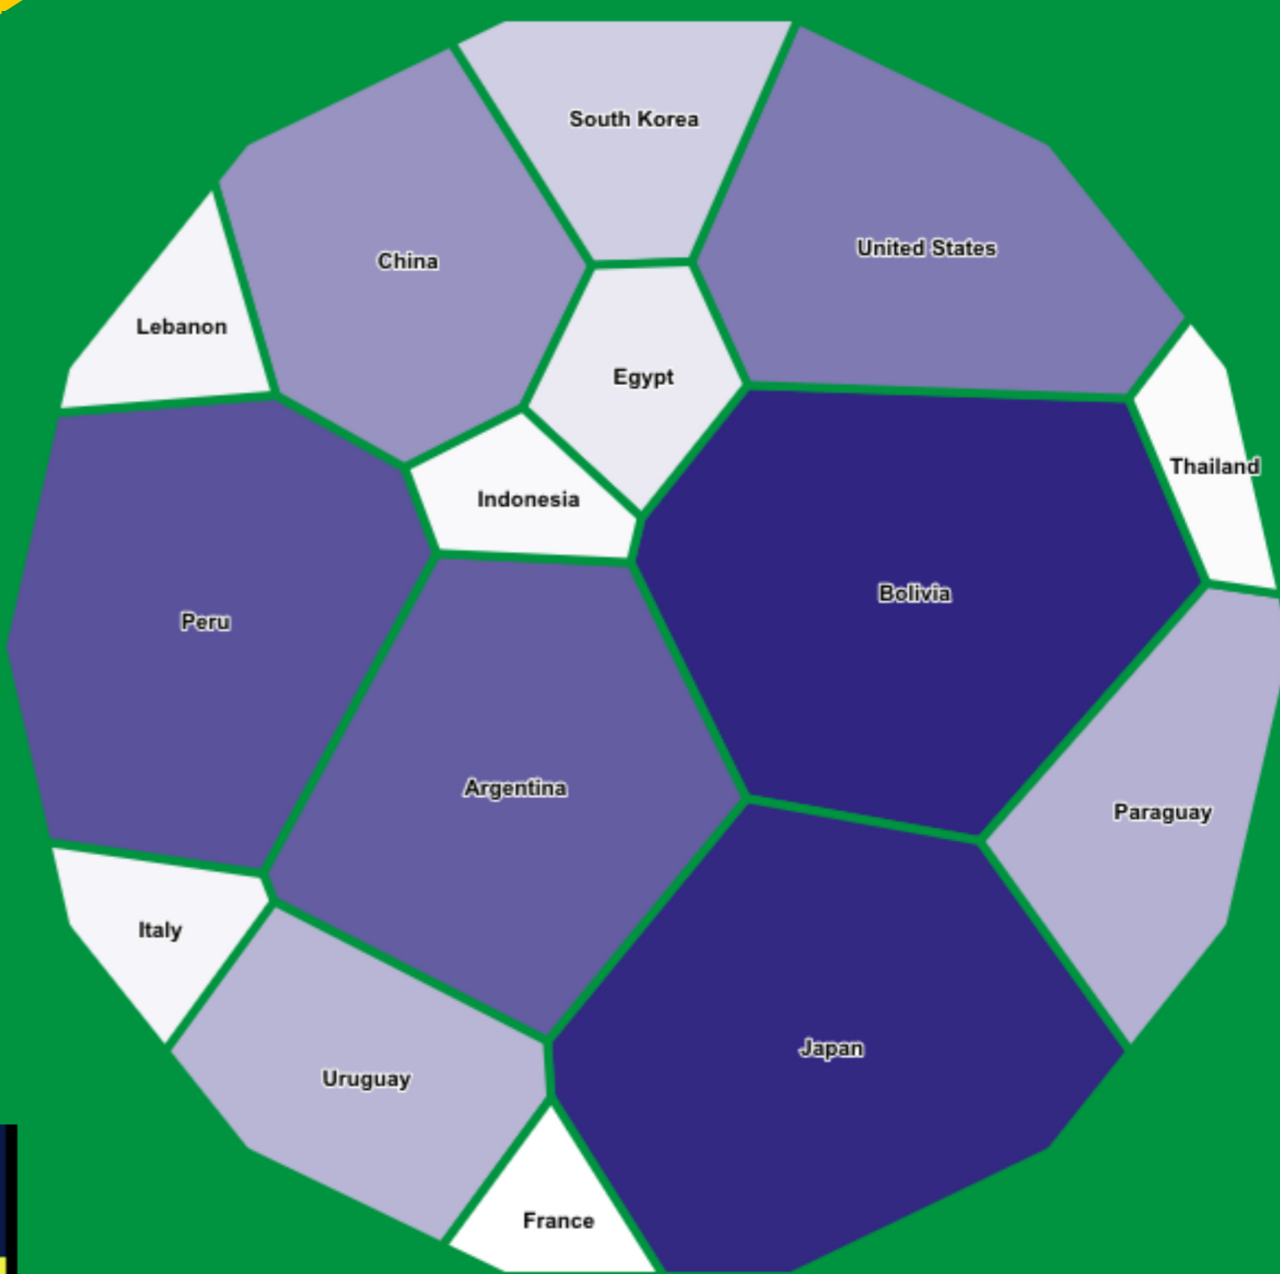 South Korea
United States
China
Lebanon
Egypt
Thailand
Indonesia
Bolivia
Peru
Argentina
Paraguay
Italy
Japan
Uruguay
France